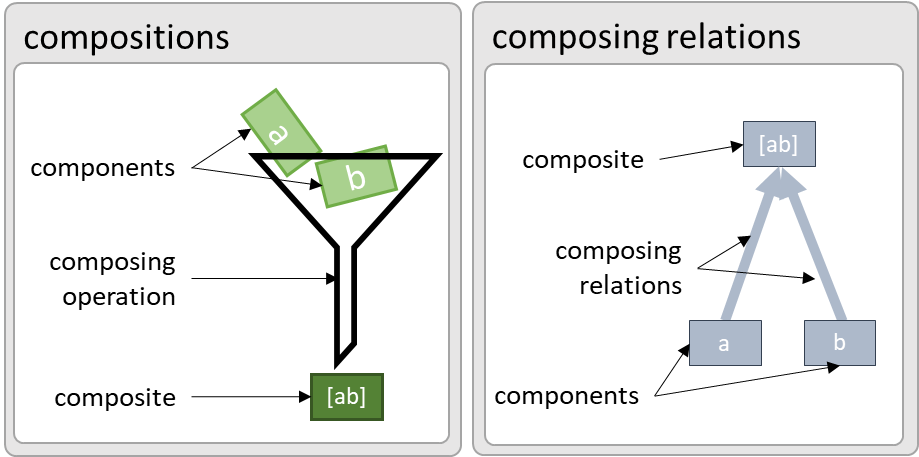 compositions
a
components
b
composing
operation
composite
[ab]
composing relations
[ab]
composite
composing
relations
a
b
components